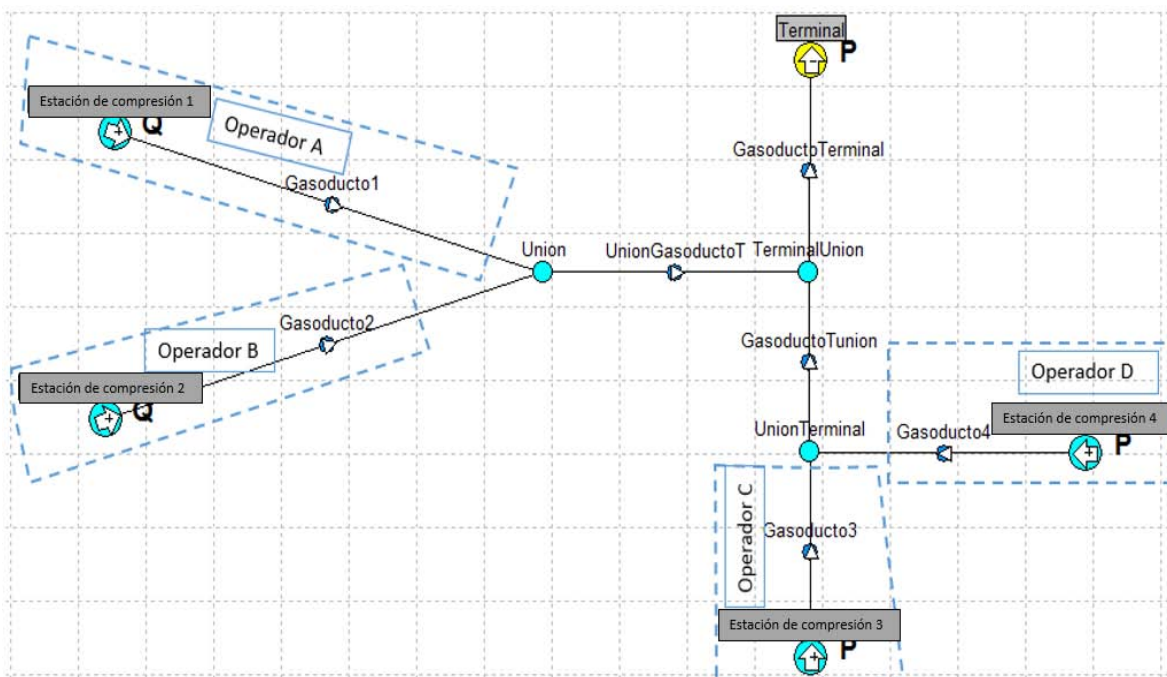 Terminal
P
Estación de compresión 1
Q
Operador A
GasoductoTerminal
Gasoducto1
Union
UnionGasoductoT
TerminalUnion
Gasoducto2
Operador B
GasoductoTunion
Operador D
Estación de compresión 2
Q
Estación de compresión 4
P
UnionTerminal
Gasoducto4
Operador C
Gasoducto3
Estación de compresión 3
P